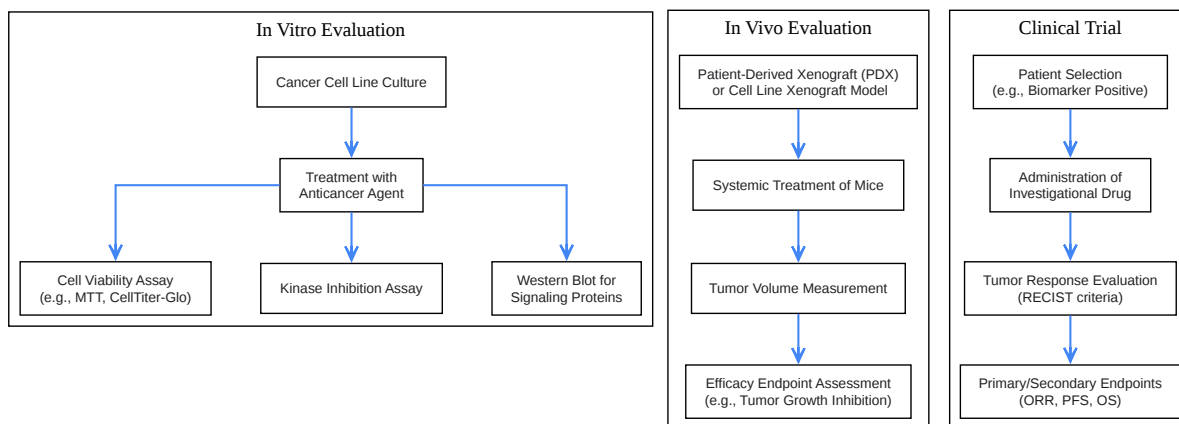 In Vitro Evaluation
Cancer Cell Line Culture
Treatment with
Anticancer Agent
Cell Viability Assay
(e.g., MTT, CellTiter-Glo)
Kinase Inhibition Assay
Western Blot for
Signaling Proteins
In Vivo Evaluation
Patient-Derived Xenograft (PDX)
or Cell Line Xenograft Model
Systemic Treatment of Mice
Tumor Volume Measurement
Efficacy Endpoint Assessment
(e.g., Tumor Growth Inhibition)
Clinical Trial
Patient Selection
(e.g., Biomarker Positive)
Administration of
Investigational Drug
Tumor Response Evaluation
(RECIST criteria)
Primary/Secondary Endpoints
(ORR, PFS, OS)